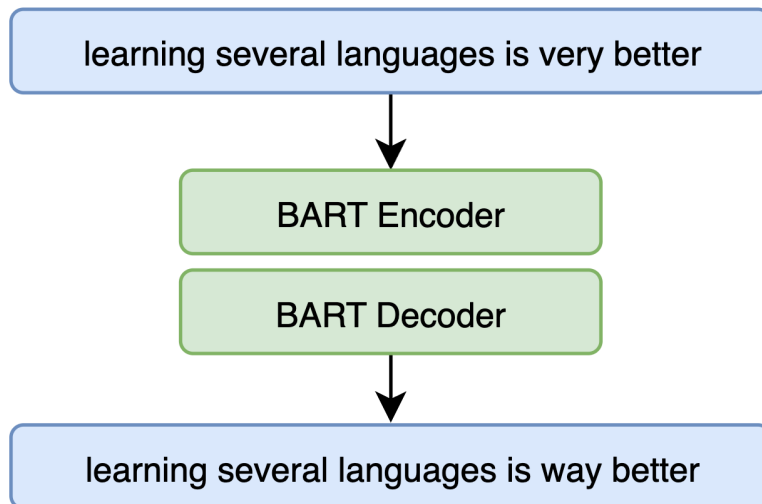 learning several languages is very better
BART Encoder
BART Decoder
learning several languages is way better